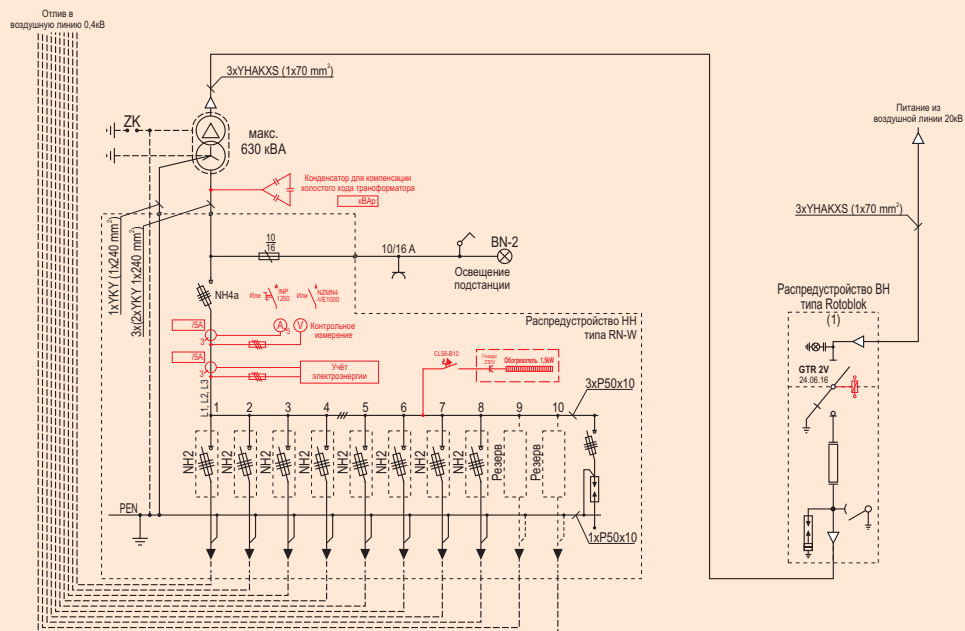 Отлив в
воздушную линию 0,4кВ
3xYHAKXS (1x70 mm²)
ZK
макс.
630 кВА
Питание из
воздушной линии 20кВ
Конденсатор для компенсации
холостого хода трансформатора
кВАр
3xYHAKXS (1x70 mm²)
1xYKY (1x240 mm²)
3x(2xYKY 1x240 mm²)
10
16
10/16 A
BN-2
Освещение
подстанции
NH4a
Или
INP
1250
Или
NZMN4
-VE1000
Распредустройство НН
типа RN-W
Распредустройство ВН
типа Rotoblok
(1)
/5A
3
A
3
V
Контрольное
измерение
/5A
3
Учёт
электроэнергии
CLS6-B10
Гнездо
230V
Обогреватель 1,5kW
GTR 2V
24.06.16
L1, L2, L3
3xP50x10
1
2
3
4
5
6
7
8
9
10
NH2
NH2
NH2
NH2
NH2
NH2
NH2
NH2
Резерв
Резерв
PEN
1xP50x10